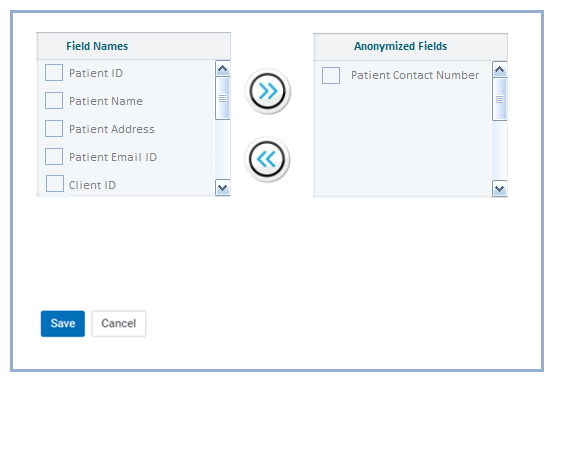 Field Names
Patient ID
Patient Name
Patient Address
Patient Email ID
Client ID
Anonymized Fields
Patient Contact Number
Save
Cancel